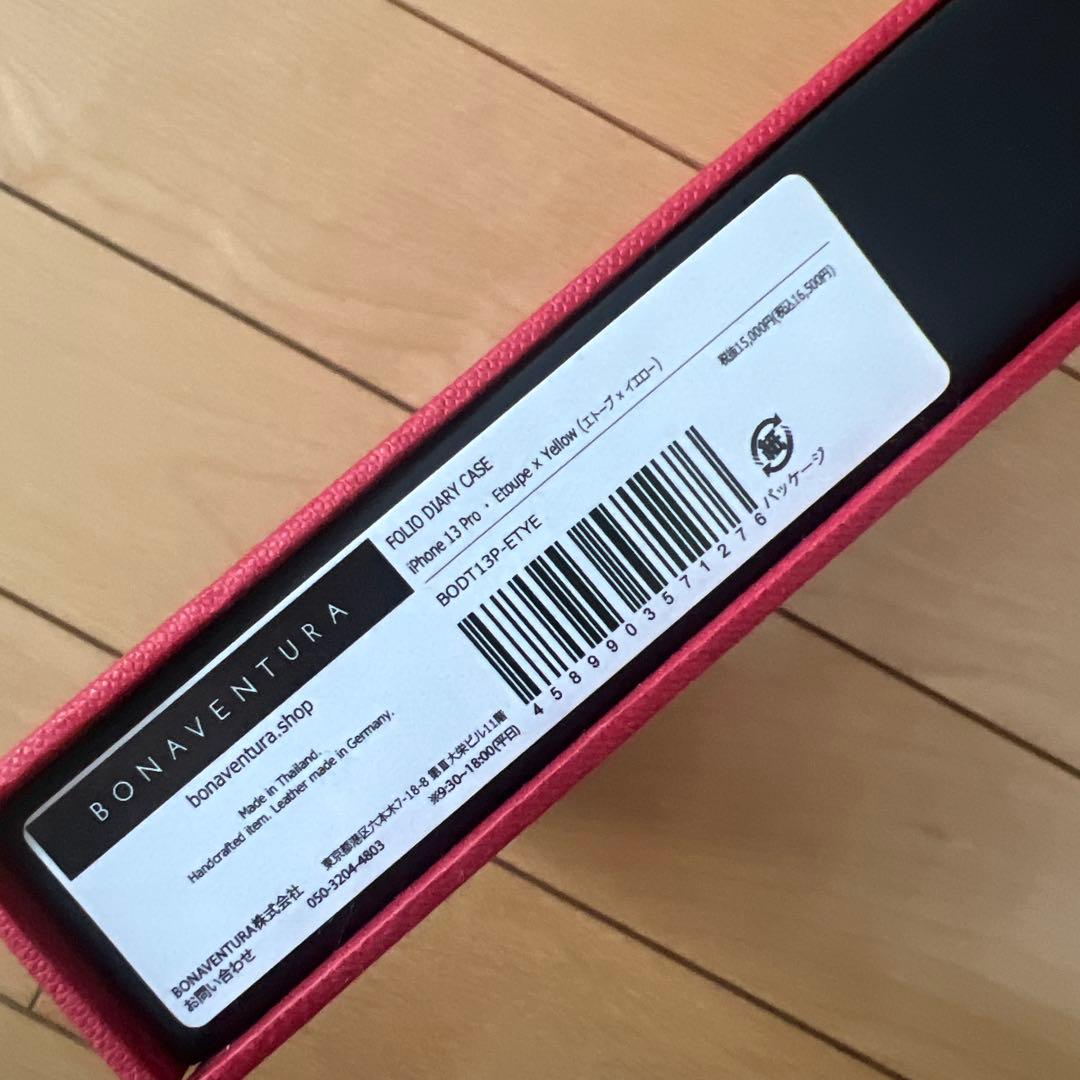 BONAVENTURA
FOLIO DIARY CASE
iPhone 13 Pro・Etoupe x Yellow (エトープ x イエロー)
bonaventura.shop
Made in Thailand.
Handcrafted item. Leather made in Germany.
BODT13P-ETYE
税抜15,000円(税込16,500円)
4589903571276
紙
パッケージ
BONAVENTURA株式会社
東京都港区六本木7-18-8 第Ⅱ大栄ビル11階
お問い合わせ
050-3204-4803
※9:30~18:00(平日)